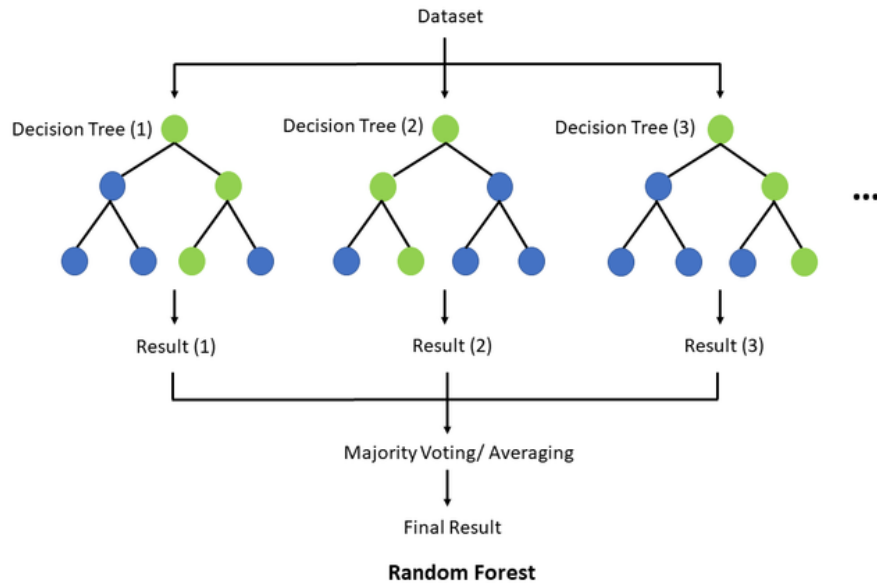 Dataset
Decision Tree (1)
Decision Tree (2)
Decision Tree (3)
...
Result (1)
Result (2)
Result (3)
Majority Voting/ Averaging
Final Result
Random Forest